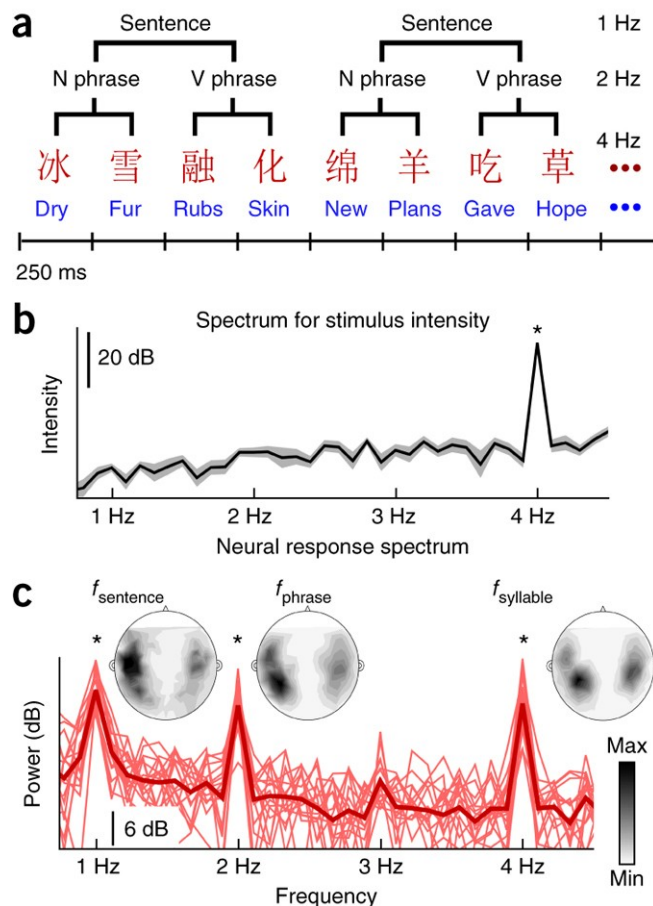 a
Sentence Sentence 1 Hz
N phrase V phrase N phrase V phrase 2 Hz
4 Hz
冰 雪 融 化 绵 羊 吃 草 •••
Dry Fur Rubs Skin New Plans Gave Hope •••
250 ms
b
Spectrum for stimulus intensity
*
20 dB
Intensity
1 Hz 2 Hz 3 Hz 4 Hz
Neural response spectrum
c
fsentence fphrase fsyllable
* * *
Power (dB)
6 dB
Max
Min
1 Hz 2 Hz 3 Hz 4 Hz
Frequency